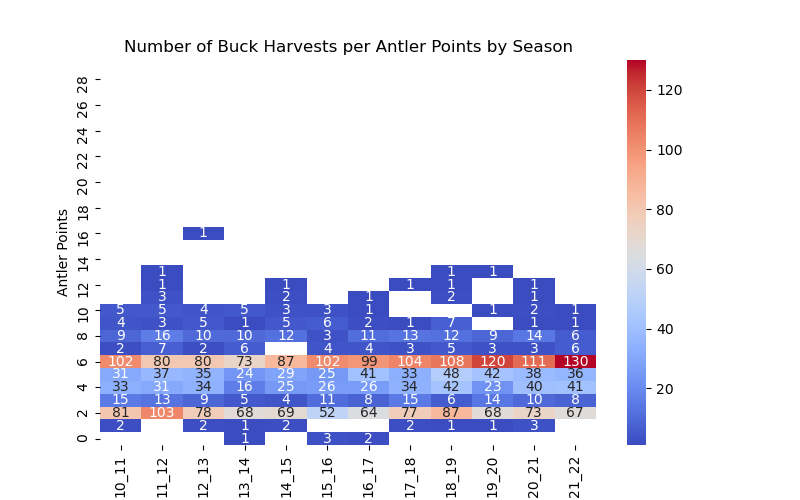 Number of Buck Harvests per Antler Points by Season
Antler Points
28
26
24
22
20
18
16 1
14
1 1 1
12 1 1 1 1 1
3 2 1 2 1
10 5 5 4 5 3 3 1 1 2 1
4 3 5 1 5 6 2 1 7 1 1
8 9 16 10 10 12 3 11 13 12 9 14 6
2 7 2 6 4 4 3 5 3 3 6
6 102 80 80 73 87 102 99 104 108 120 111 130
31 37 35 24 29 25 41 33 48 42 38 36
4 33 31 34 16 25 26 26 34 42 23 40 41
15 13 9 5 4 11 8 15 6 14 10 8
2 81 103 78 68 69 52 64 77 87 68 73 67
2 2 1 2 2 1 1 3
0 1 3 2
10_11 11_12 12_13 13_14 14_15 15_16 16_17 17_18 18_19 19_20 20_21 21_22
120
100
80
60
40
20